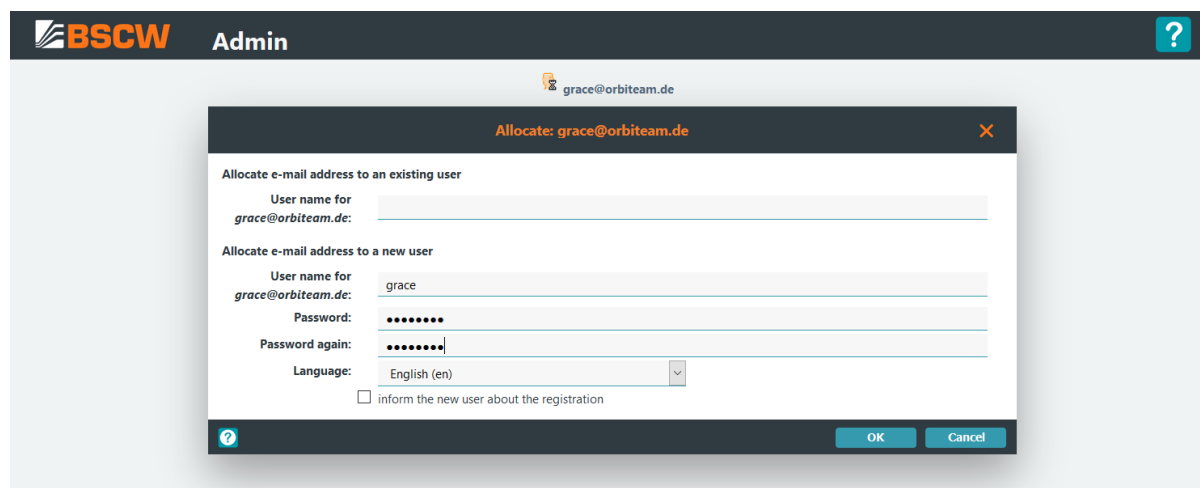 BSCW Admin ?
grace@orbiteam.de
Allocate: grace@orbiteam.de
Allocate e-mail address to an existing user
User name for
grace@orbiteam.de:
Allocate e-mail address to a new user
User name for
grace@orbiteam.de:
grace
Password: ●●●●●●●●
Password again: ●●●●●●●●
Language: English (en)
inform the new user about the registration
? OK Cancel